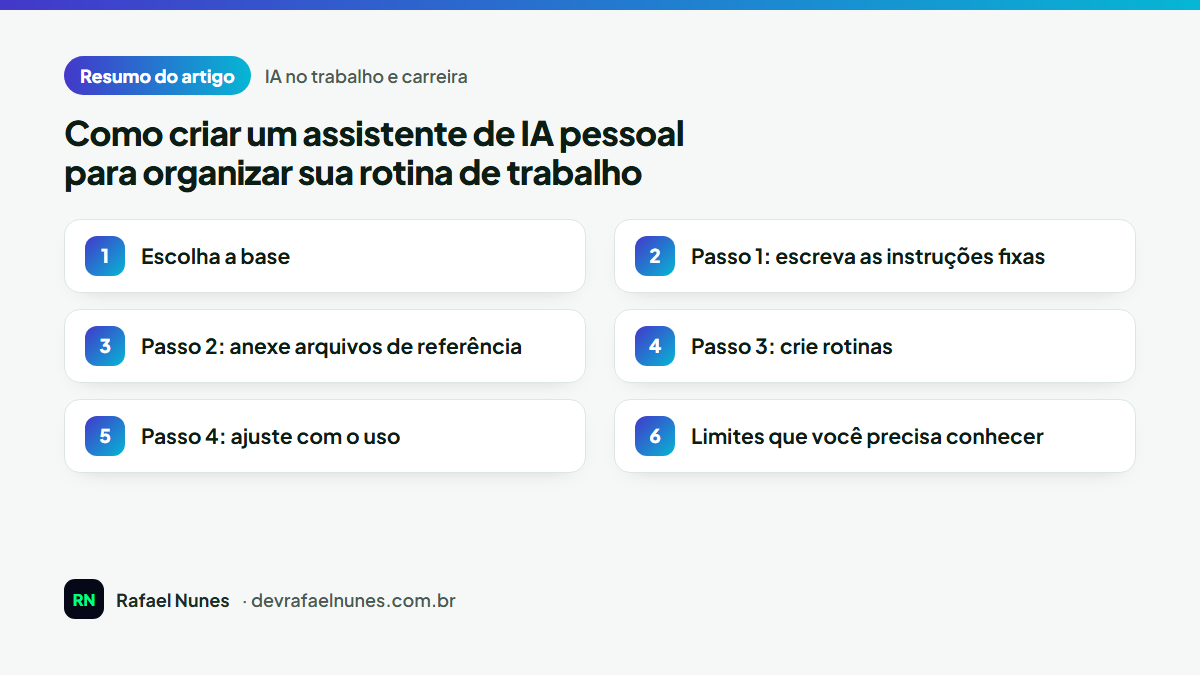 Resumo do artigo
IA no trabalho e carreira
Como criar um assistente de IA pessoal
para organizar sua rotina de trabalho
1 Escolha a base
2 Passo 1: escreva as instruções fixas
3 Passo 2: anexe arquivos de referência
4 Passo 3: crie rotinas
5 Passo 4: ajuste com o uso
6 Limites que você precisa conhecer
RN Rafael Nunes · devrafaelnunes.com.br